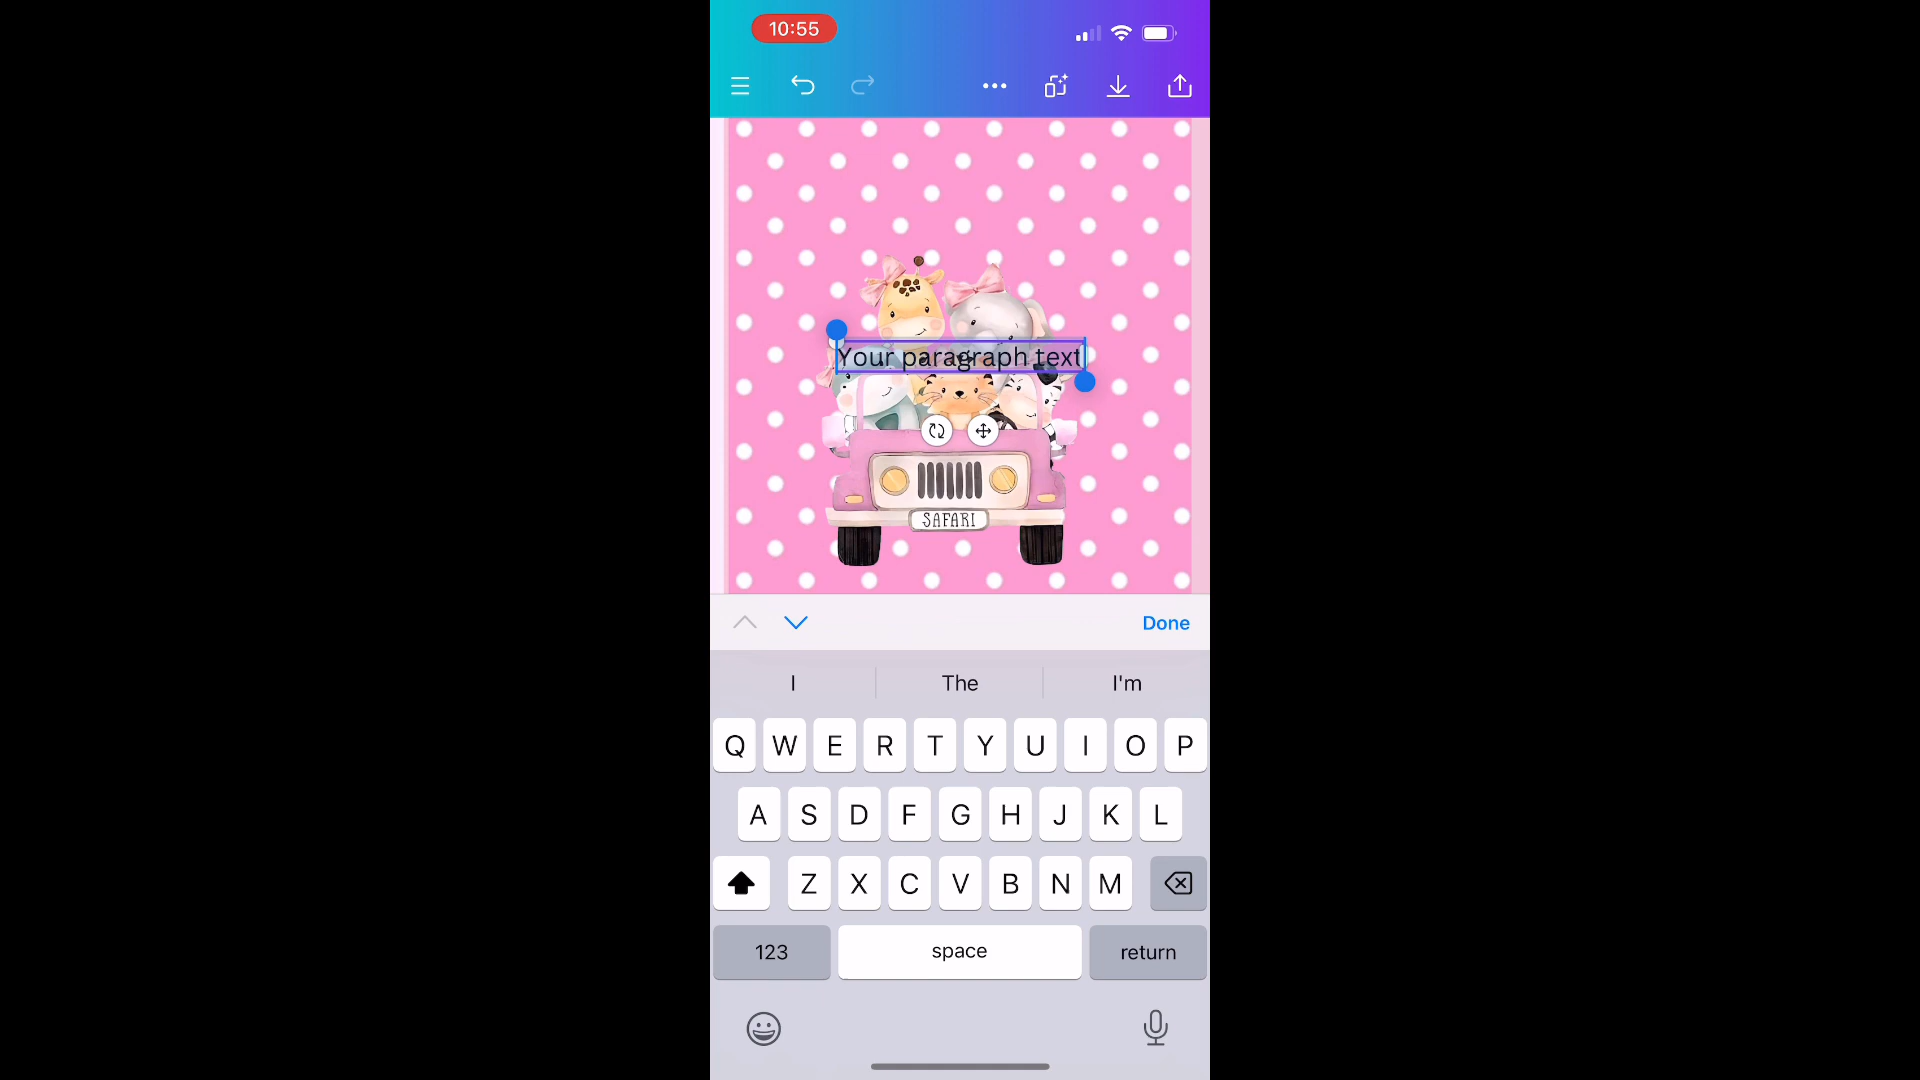 10:55
Your paragraph text
SAFARI
Done
I The I'm
Q W E R T Y U I O P
A S D F G H J K L
Z X C V B N M
123 space return